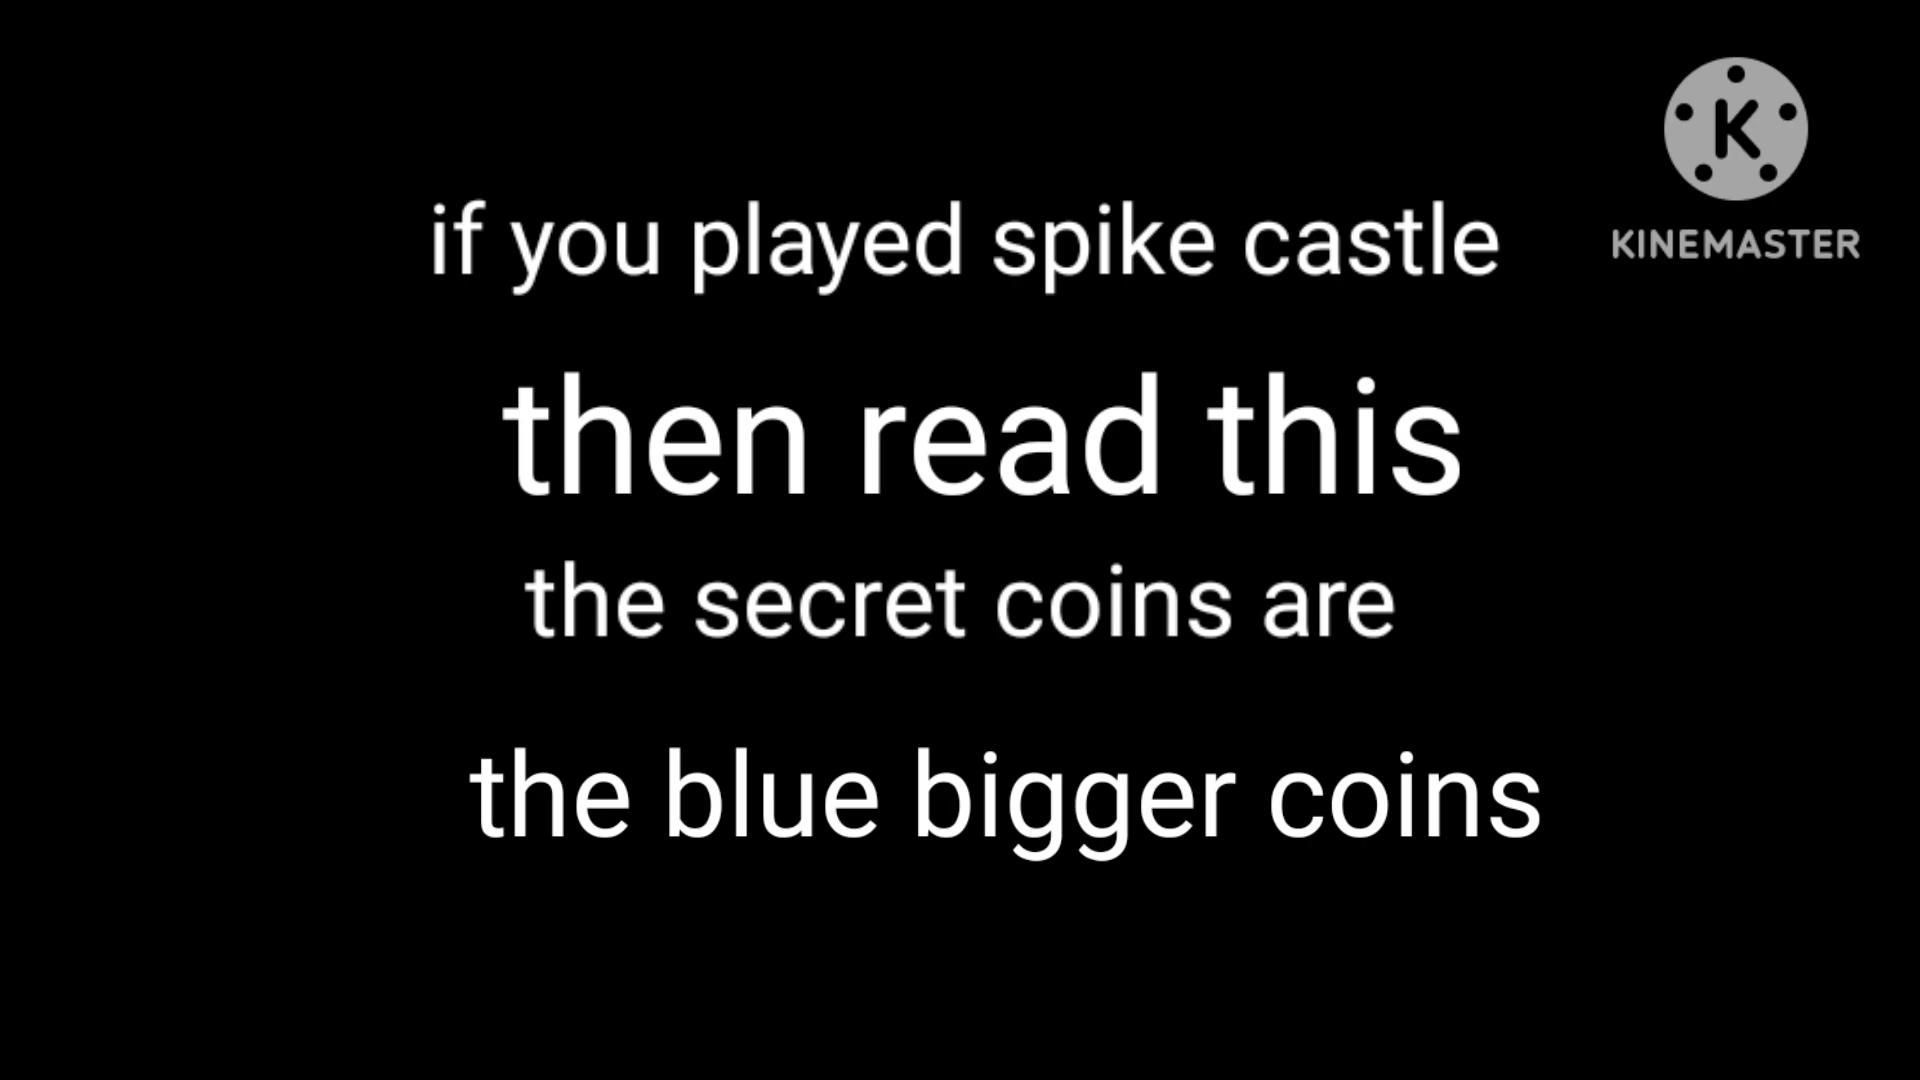 if you played spike castle
KINEMASTER
then read this
the secret coins are
the blue bigger coins